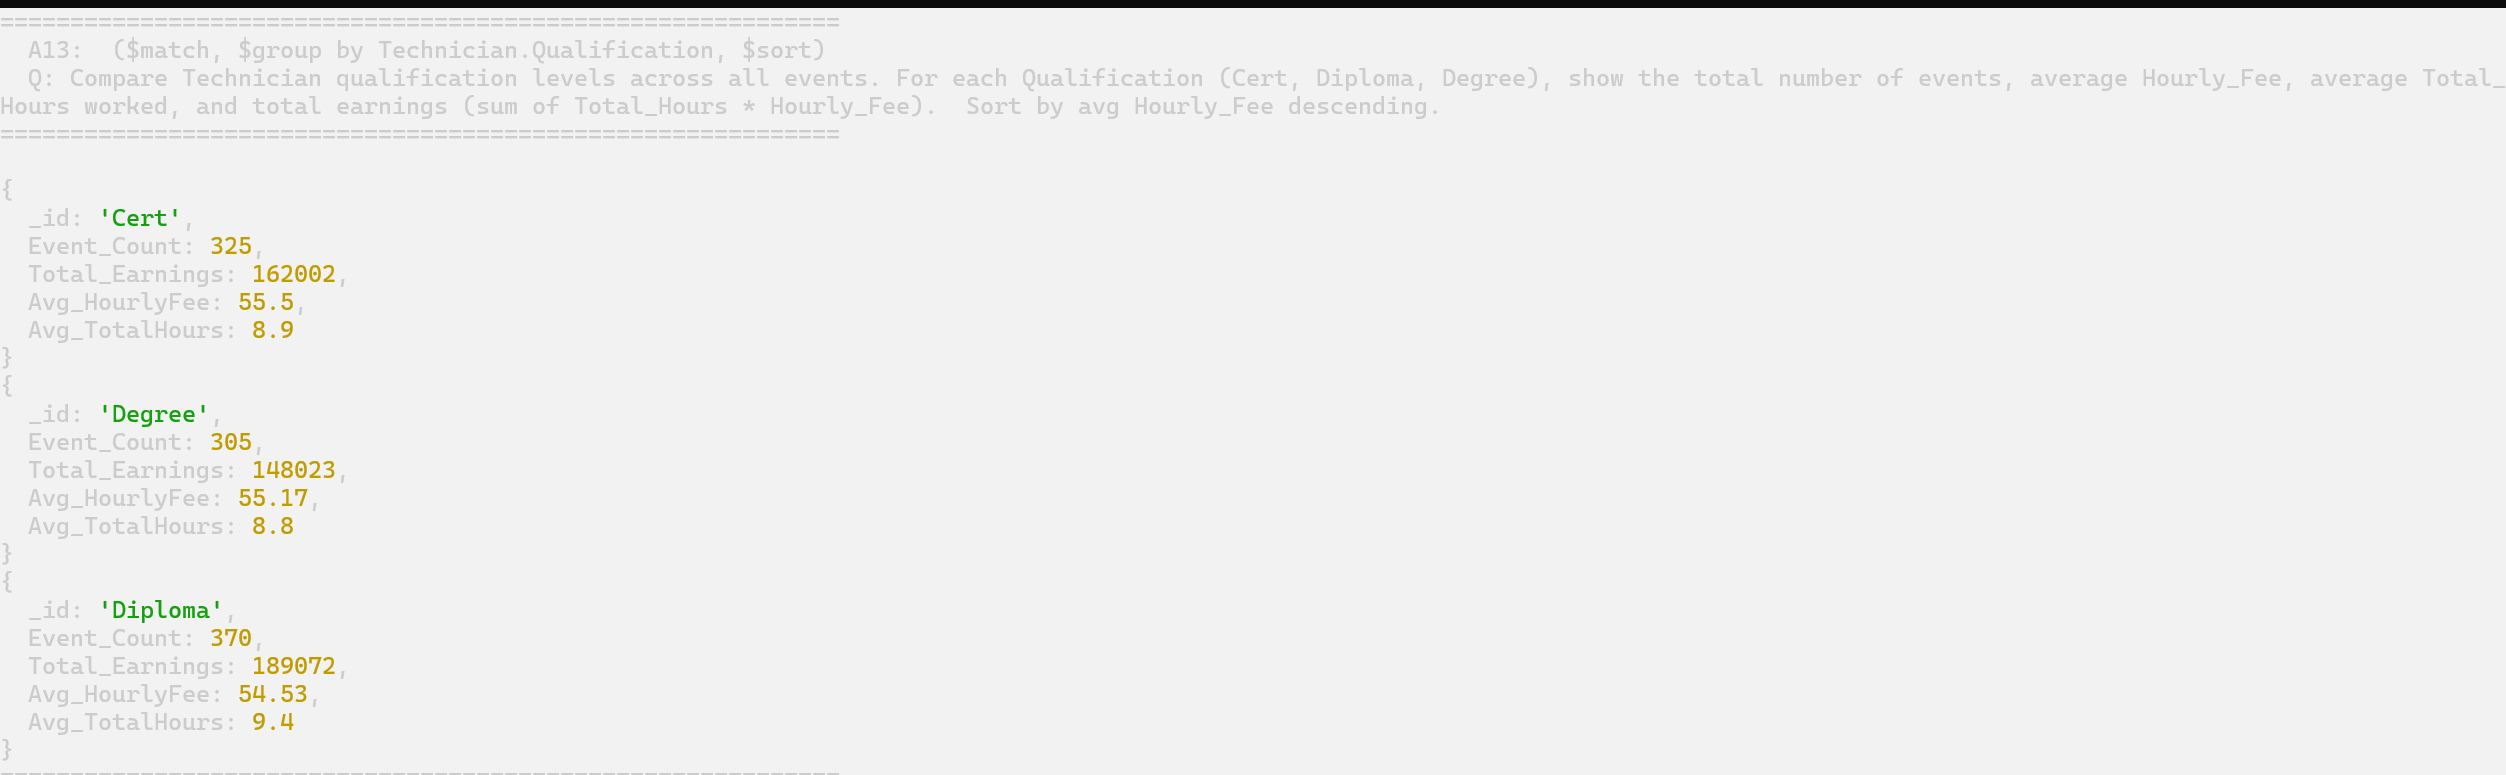 ================================================================
  A13:  ($match, $group by Technician.Qualification, $sort)
  Q: Compare Technician qualification levels across all events. For each Qualification (Cert, Diploma, Degree), show the total number of events, average Hourly_Fee, average Total_
Hours worked, and total earnings (sum of Total_Hours * Hourly_Fee).  Sort by avg Hourly_Fee descending.
============================================================
{
  _id: 'Cert',
  Event_Count: 325,
  Total_Earnings: 162002,
  Avg_HourlyFee: 55.5,
  Avg_TotalHours: 8.9
}
{
  _id: 'Degree',
  Event_Count: 305,
  Total_Earnings: 148023,
  Avg_HourlyFee: 55.17,
  Avg_TotalHours: 8.8
}
{
  _id: 'Diploma',
  Event_Count: 370,
  Total_Earnings: 189072,
  Avg_HourlyFee: 54.53,
  Avg_TotalHours: 9.4
}
============================================================